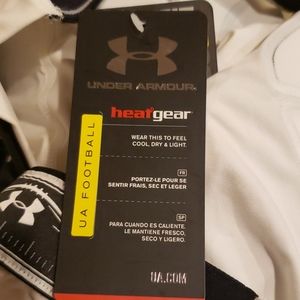 UNDER ARMOUR
heatgear
WEAR THIS TO FEEL
COOL, DRY & LIGHT.
FR
PORTEZ-LE POUR SE
SENTIR FRAIS, SEC ET LEGER
SP
PARA CUANDO ES CALIENTE.
LE MANTIENE FRESCO,
SECO Y LIGERO.
UA.COM
UA FOOTBALL